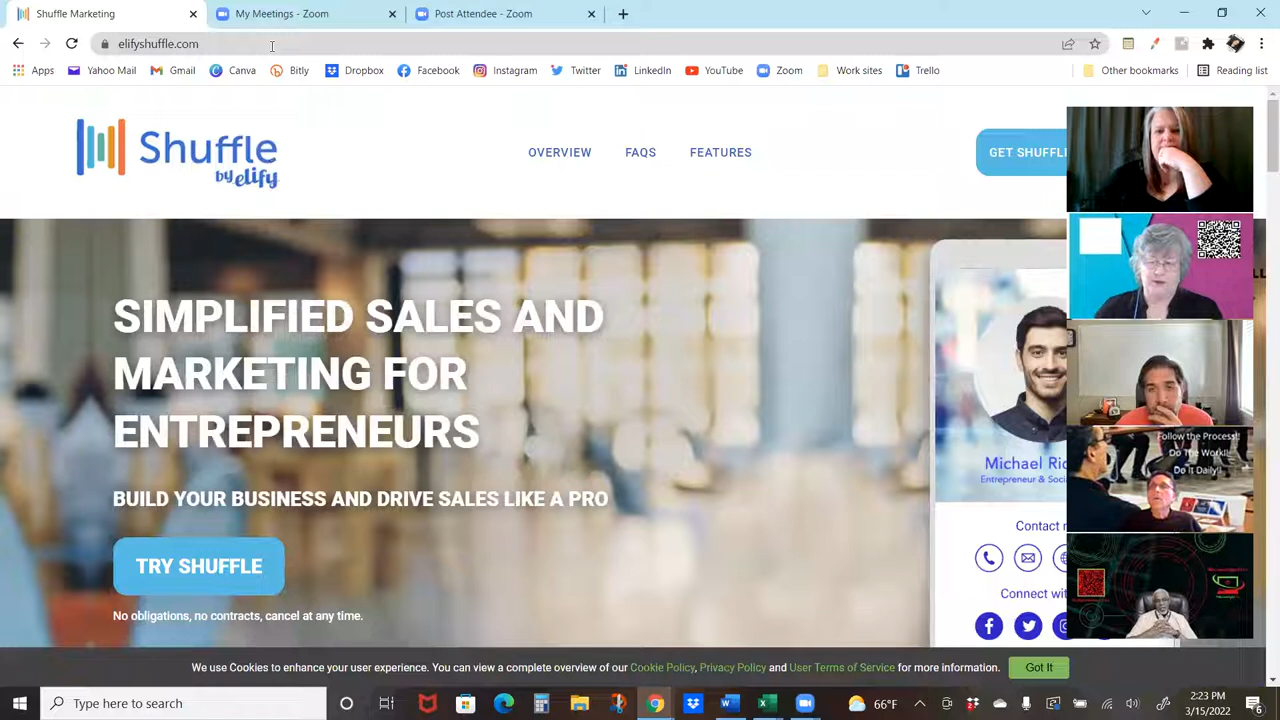 Shuffle Marketing
My Meetings - Zoom
Post Attendee - Zoom
elifyshuffle.com
Apps
Yahoo Mail
Gmail
Canva
Bitly
Dropbox
Facebook
Instagram
Twitter
LinkedIn
YouTube
Zoom
Work sites
Trello
Other bookmarks
Reading list
Shuffle
by elify
OVERVIEW
FAQS
FEATURES
GET SHUFFL
SIMPLIFIED SALES AND
MARKETING FOR
ENTREPRENEURS
BUILD YOUR BUSINESS AND DRIVE SALES LIKE A PRO
TRY SHUFFLE
No obligations, no contracts, cancel at any time.
Michael Ri
Entrepreneur & Soci
Contact
Connect wit
Follow the Process!!
Do The Work!!
Do It Daily!!
We use Cookies to enhance your user experience. You can view a complete overview of our Cookie Policy, Privacy Policy and User Terms of Service for more information.
Got It
Type here to search
66°F
2:23 PM
3/15/2022
6